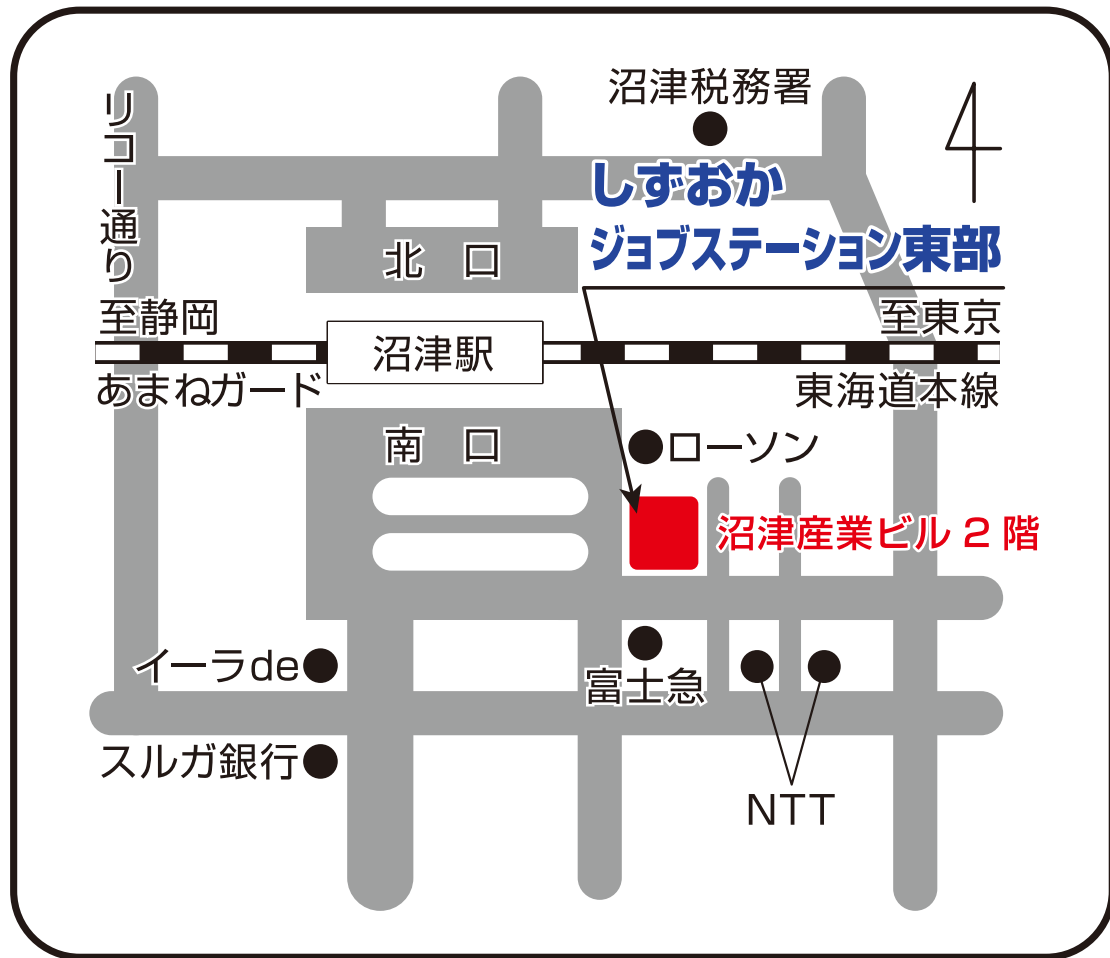 沼津税務署
リコー通り
しずおか
ジョブステーション東部
北 口
至静岡
至東京
沼津駅
あまねガード
東海道本線
南 口
ローソン
沼津産業ビル2階
イーラde
富士急
スルガ銀行
NTT